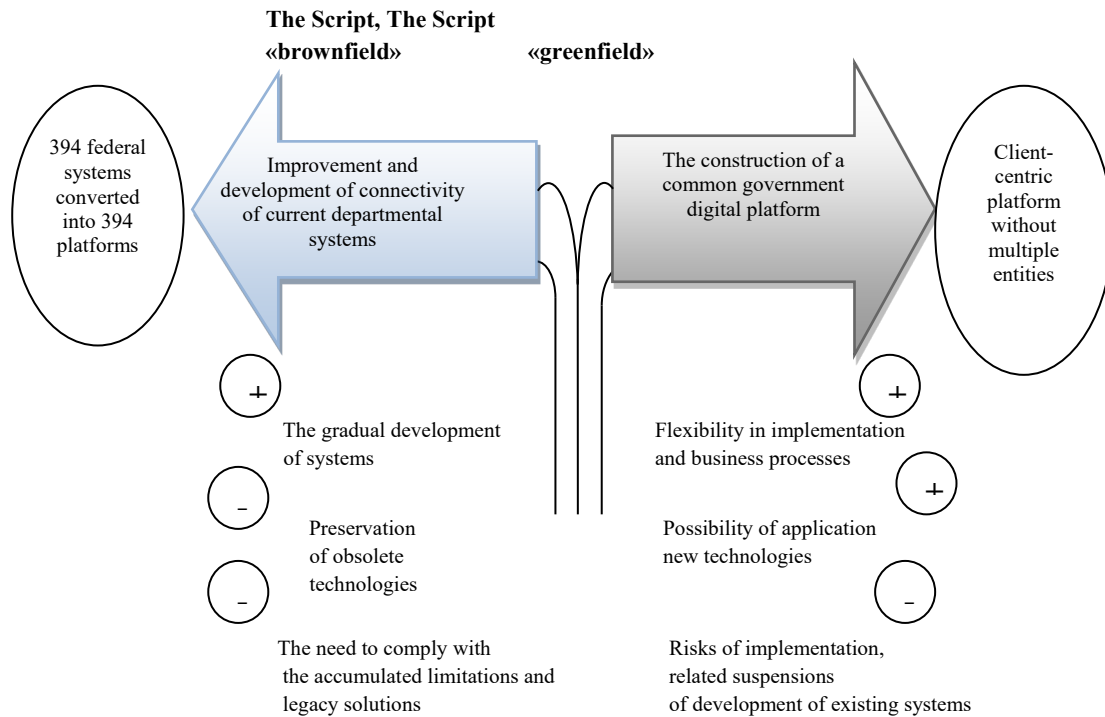 The Script, The Script
«brownfield» «greenfield»
394 federal
systems
converted
into 394
platforms
Improvement and
development of connectivity
of current departmental
systems
The construction of a
common government
digital platform
Client-
centric
platform
without
multiple
entities
+
The gradual development
of systems
-
Preservation
of obsolete
technologies
-
The need to comply with
the accumulated limitations and
legacy solutions
+
Flexibility in implementation
and business processes
+
Possibility of application
new technologies
-
Risks of implementation,
related suspensions
of development of existing systems